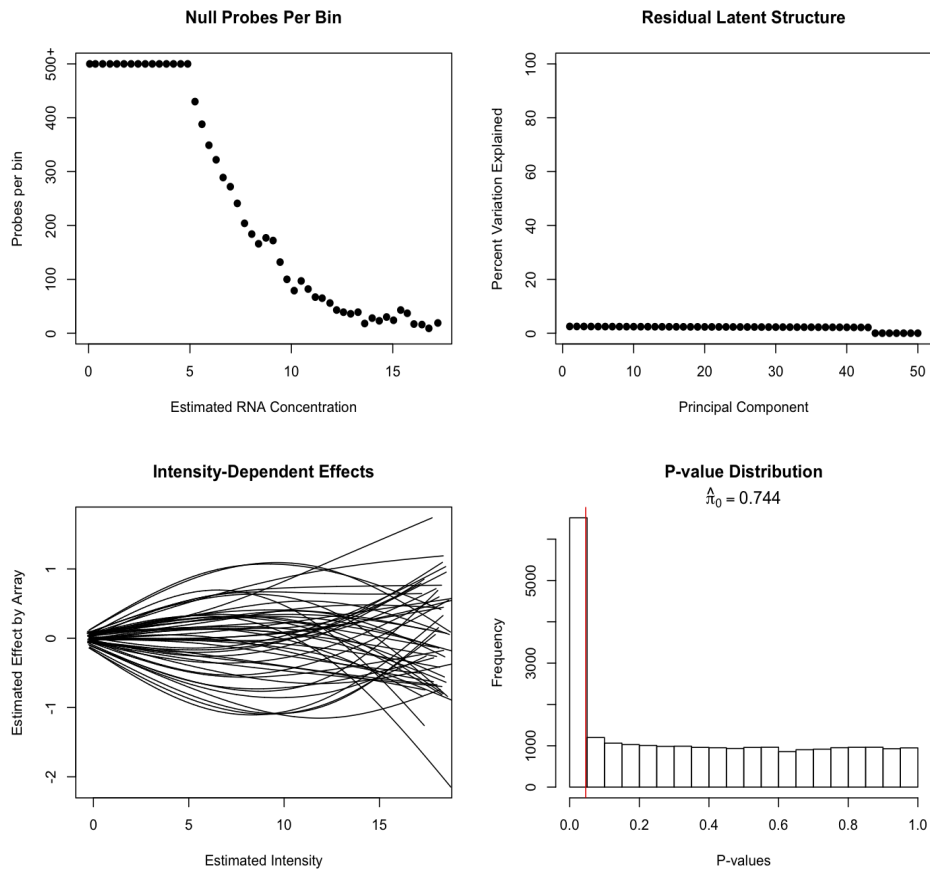 Null Probes Per Bin
Probes per bin
500+
400
300
200
100
0
0 5 10 15
Estimated RNA Concentration
Residual Latent Structure
Percent Variation Explained
100
80
60
40
20
0
0 10 20 30 40 50
Principal Component
Intensity-Dependent Effects
Estimated Effect by Array
1
0
-1
-2
0 5 10 15
Estimated Intensity
P-value Distribution
π̂₀ = 0.744
Frequency
5000
3000
1000
0
0.0 0.2 0.4 0.6 0.8 1.0
P-values